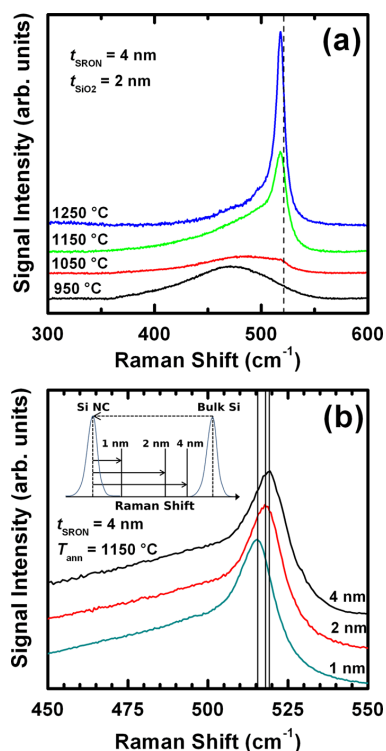 (a)
t_SRON = 4 nm
t_SiO2 = 2 nm
1250 °C
1150 °C
1050 °C
950 °C
Signal Intensity (arb. units)
300 400 500 600
Raman Shift (cm⁻¹)
(b)
Si NC Bulk Si
1 nm 2 nm 4 nm
Raman Shift
t_SRON = 4 nm
T_ann = 1150 °C
4 nm
2 nm
1 nm
Signal Intensity (arb. units)
450 475 500 525 550
Raman Shift (cm⁻¹)